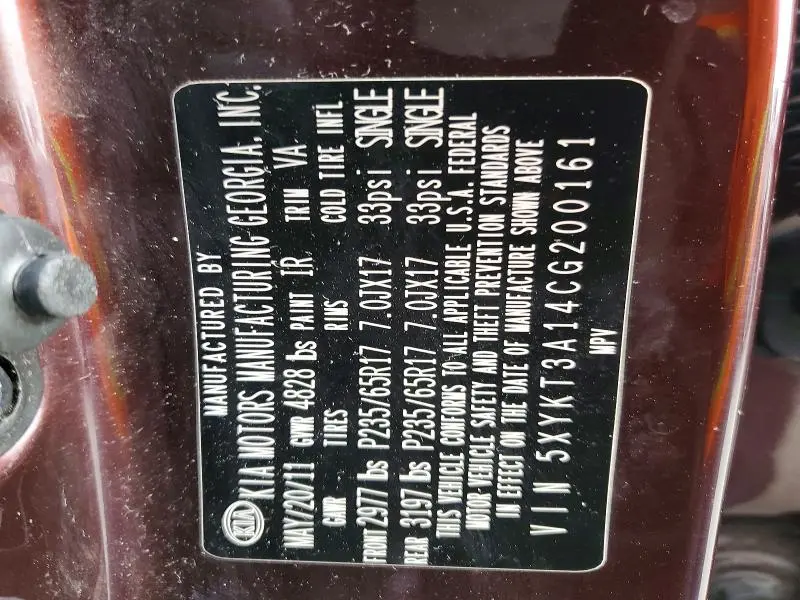 MANUFACTURED BY
KIA KIA MOTORS MANUFACTURING GEORGIA, INC.
MAY/20/11 GWR 4828 lbs PAINT IR TRIM VA
GAWR TIRES RIMS COLD TIRE INFL.
FRONT 2977 lbs P235/65R17 7.0JX17 33psi SINGLE
REAR 3197 lbs P235/65R17 7.0JX17 33psi SINGLE
THIS VEHICLE CONFORMS TO ALL APPLICABLE U.S.A. FEDERAL
MOTOR VEHICLE SAFETY AND THEFT PREVENTION STANDARDS
IN EFFECT ON THE DATE OF MANUFACTURE SHOWN ABOVE
VIN 5XYKT3A14CG200161
MPV